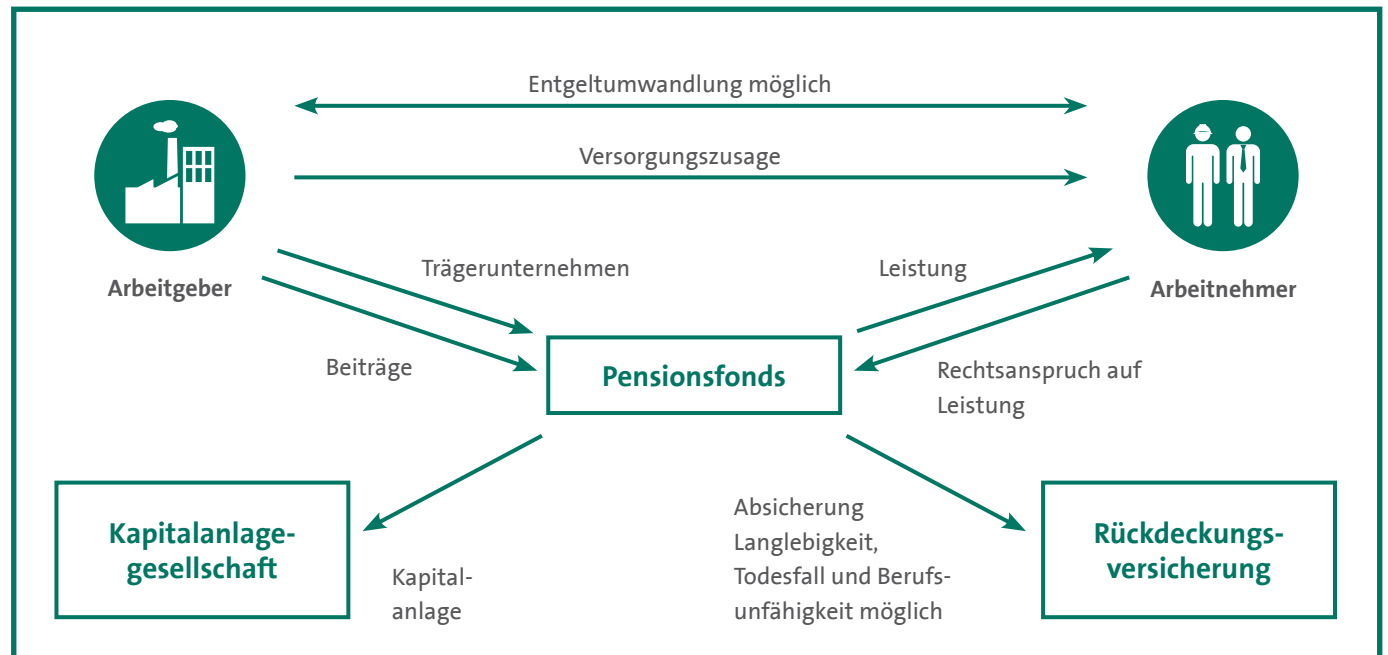 Entgeltumwandlung möglich
Versorgungszusage
Arbeitgeber
Arbeitnehmer
Trägerunternehmen
Leistung
Beiträge
Pensionsfonds
Rechtsanspruch auf
Leistung
Kapitalanlage-
gesellschaft
Kapital-
anlage
Absicherung
Langlebigkeit,
Todesfall und Berufs-
unfähigkeit möglich
Rückdeckungs-
versicherung